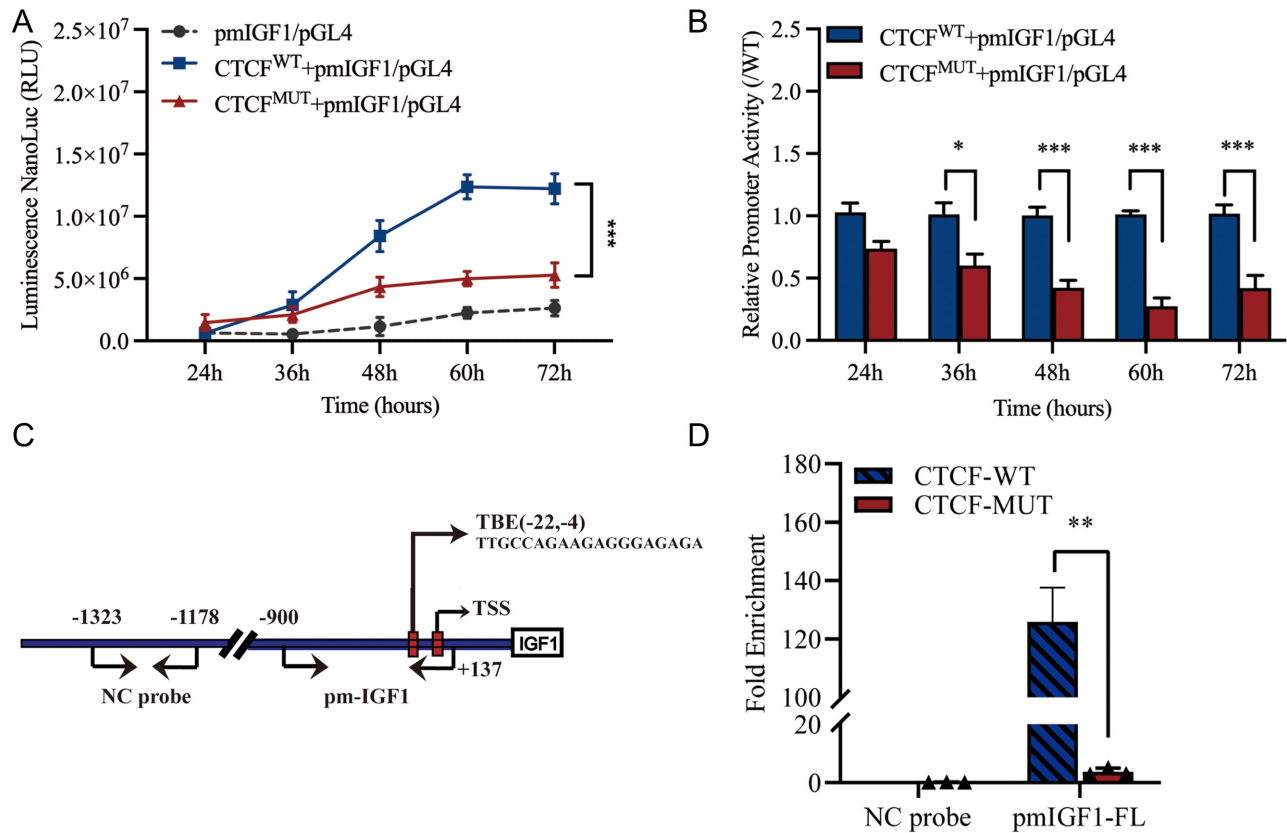 A
Luminescence NanoLuc (RLU)
2.5×10⁷
2.0×10⁷
1.5×10⁷
1.0×10⁷
5.0×10⁶
0.0
pmIGF1/pGL4
CTCFᵂᵀ+pmIGF1/pGL4
CTCFᴹᵁᵀ+pmIGF1/pGL4
***
24h 36h 48h 60h 72h
Time (hours)
B
Relative Promoter Activity (/WT)
2.5
2.0
1.5
1.0
0.5
0.0
CTCFᵂᵀ+pmIGF1/pGL4
CTCFᴹᵁᵀ+pmIGF1/pGL4
* *** *** ***
24h 36h 48h 60h 72h
Time (hours)
C
TBE(-22,-4)
TTGCCAGAAGAGGGAGAGA
-1323 -1178 -900 TSS
IGF1
+137
NC probe pm-IGF1
D
Fold Enrichment
180
160
140
120
100
20
0
CTCF-WT
CTCF-MUT
**
NC probe pmIGF1-FL